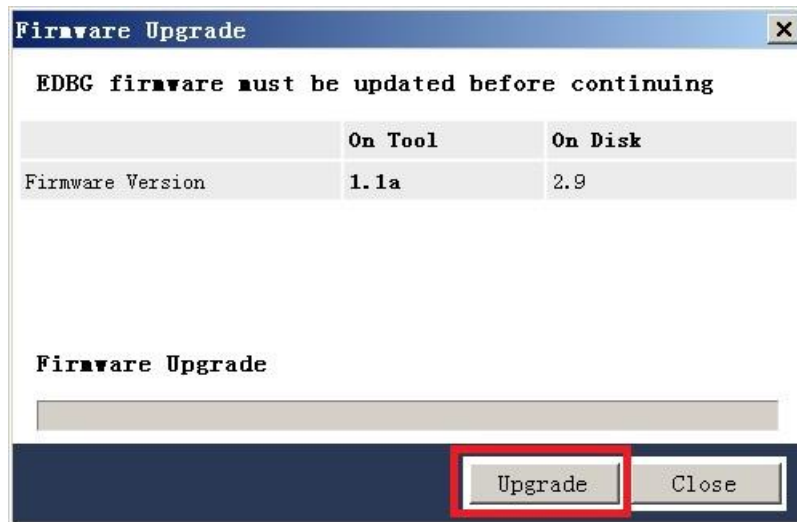 Firmware Upgrade
EDBG firmware must be updated before continuing
On Tool On Disk
Firmware Version 1.1a 2.9
Firmware Upgrade
Upgrade Close